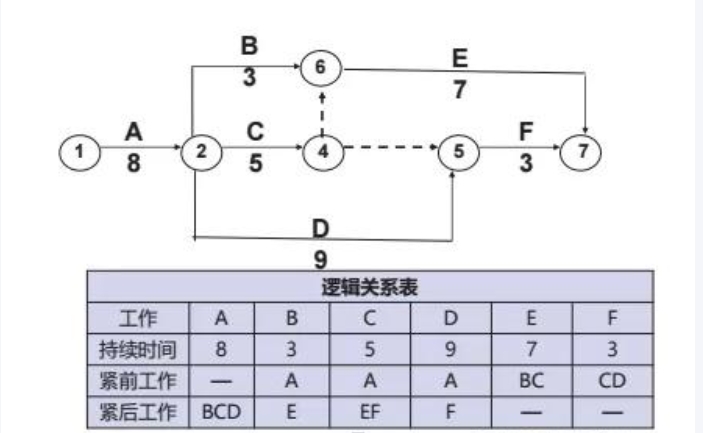 B
3
6
E
7
1
A
8
2
C
5
4
5
F
3
7
D
9
逻辑关系表
工作 A B C D E F
持续时间 8 3 5 9 7 3
紧前工作 — A A A BC CD
紧后工作 BCD E EF F — —